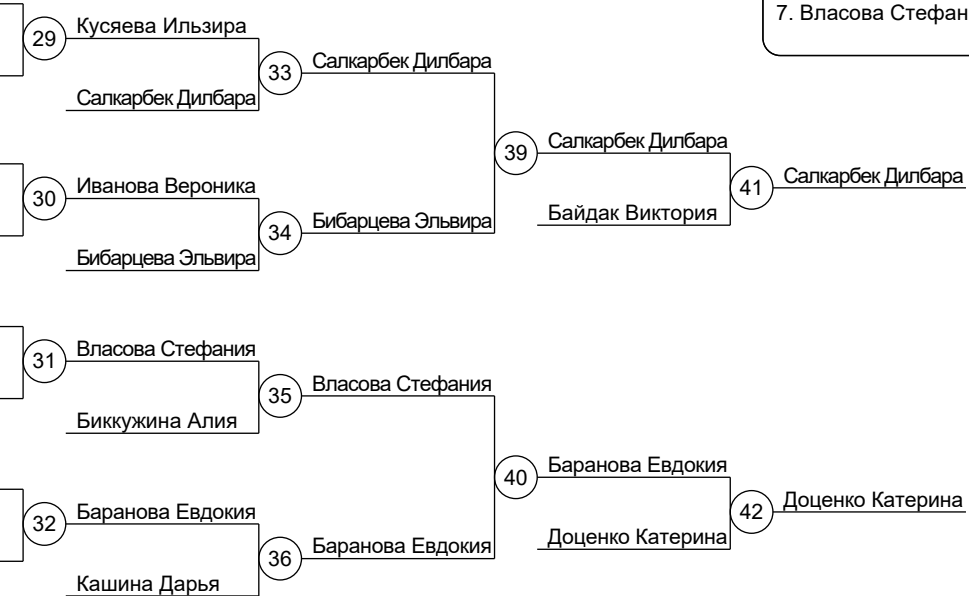 7. Власова Стефан
29
Кусяева Ильзира
33
Салкарбек Дилбара
Салкарбек Дилбара
39
Салкарбек Дилбара
41
Салкарбек Дилбара
30
Иванова Вероника
34
Бибарцева Эльвира
Байдак Виктория
Бибарцева Эльвира
31
Власова Стефания
35
Власова Стефания
Биккужина Алия
40
Баранова Евдокия
42
Доценко Катерина
32
Баранова Евдокия
36
Баранова Евдокия
Доценко Катерина
Кашина Дарья